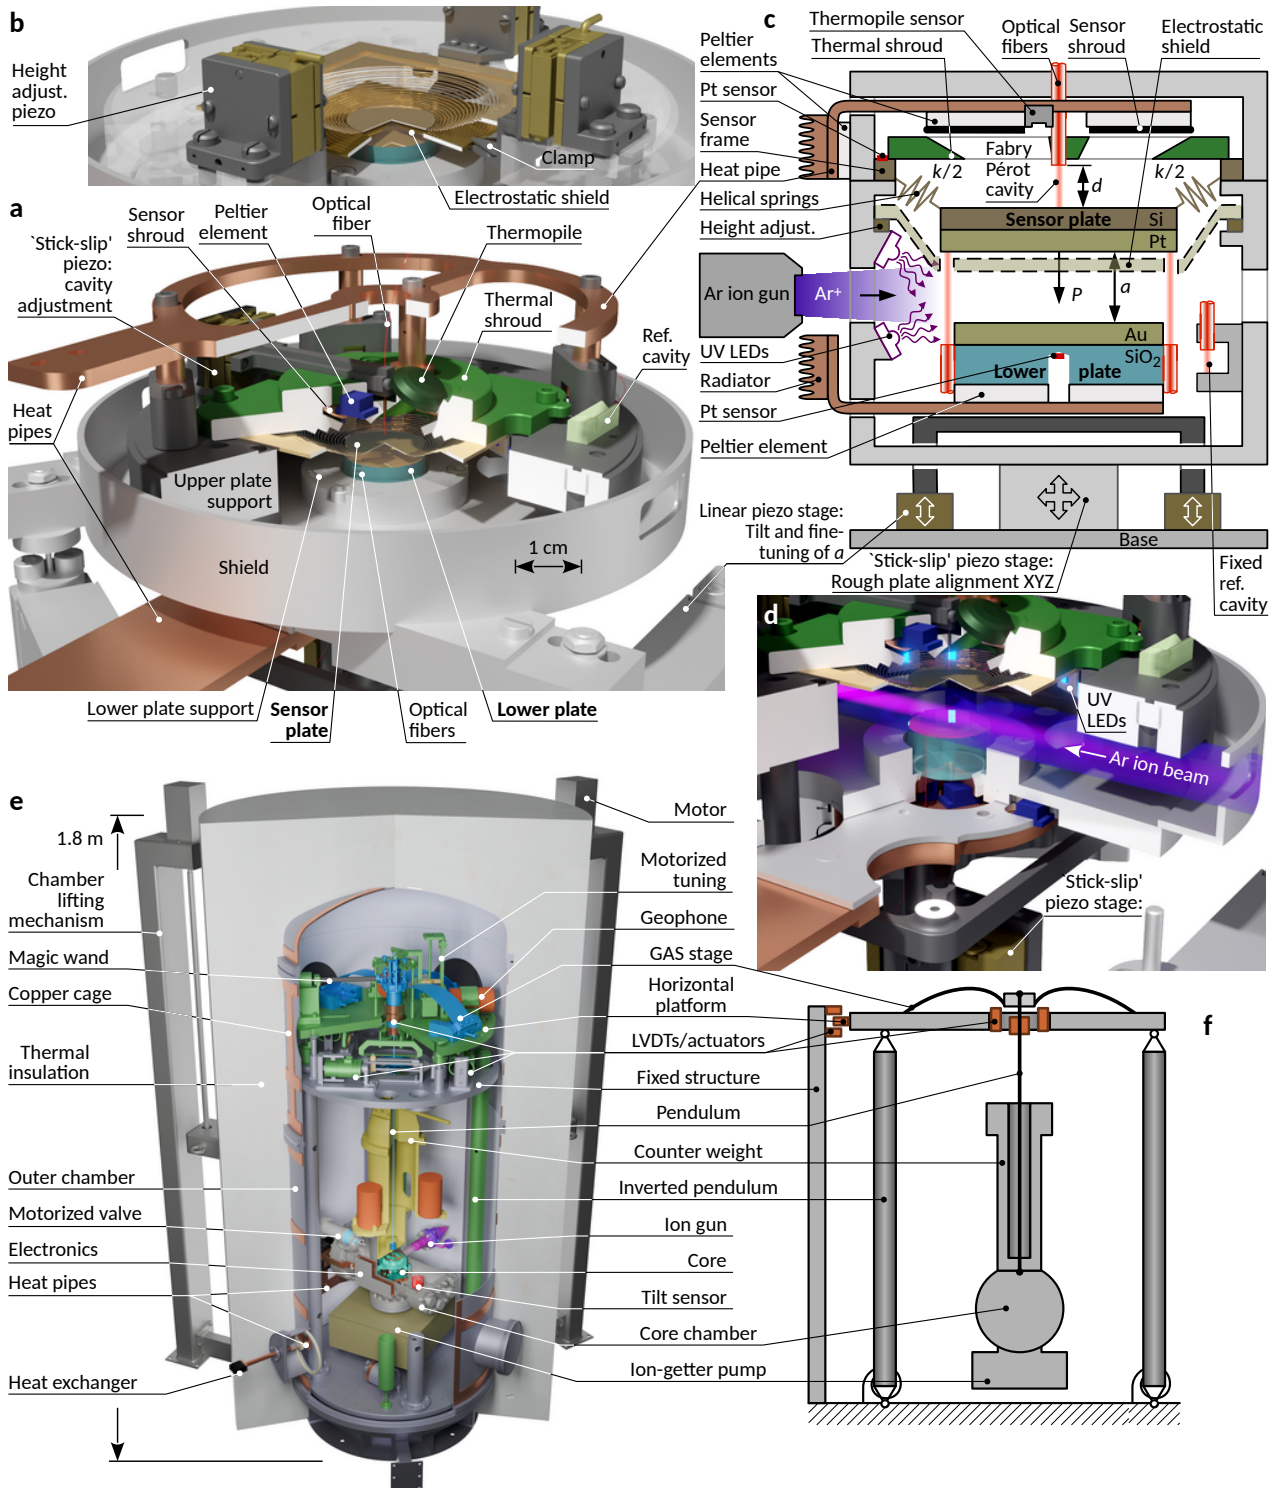 b
Height
adjust.
piezo
Clamp
Electrostatic shield
a
Sensor
shroud
Peltier
element
Optical
fiber
Thermopile
`Stick-slip'
piezo:
cavity
adjustment
Thermal
shroud
Ref.
cavity
Heat
pipes
Upper plate
support
Shield
1 cm
Lower plate support
Sensor
plate
Optical
fibers
Lower plate
c
Thermopile sensor
Thermal shroud
Optical
fibers
Sensor
shroud
Electrostatic
shield
Peltier
elements
Pt sensor
Sensor
frame
Heat pipe
Helical springs
Height adjust.
Fabry
Pérot
cavity
k/2
k/2
d
Sensor plate
Si
Pt
Ar ion gun
Ar+
P
a
UV LEDs
Radiator
Pt sensor
Peltier element
Au
SiO2
Lower plate
Linear piezo stage:
Tilt and fine-
tuning of a
Base
`Stick-slip' piezo stage:
Rough plate alignment XYZ
Fixed
ref.
cavity
d
UV
LEDs
Ar ion beam
`Stick-slip'
piezo stage:
e
1.8 m
Chamber
lifting
mechanism
Magic wand
Copper cage
Thermal
insulation
Outer chamber
Motorized valve
Electronics
Heat pipes
Heat exchanger
Motor
Motorized
tuning
Geophone
GAS stage
Horizontal
platform
LVDTs/actuators
Fixed structure
Pendulum
Counter weight
Inverted pendulum
Ion gun
Core
Tilt sensor
Core chamber
Ion-getter pump
f